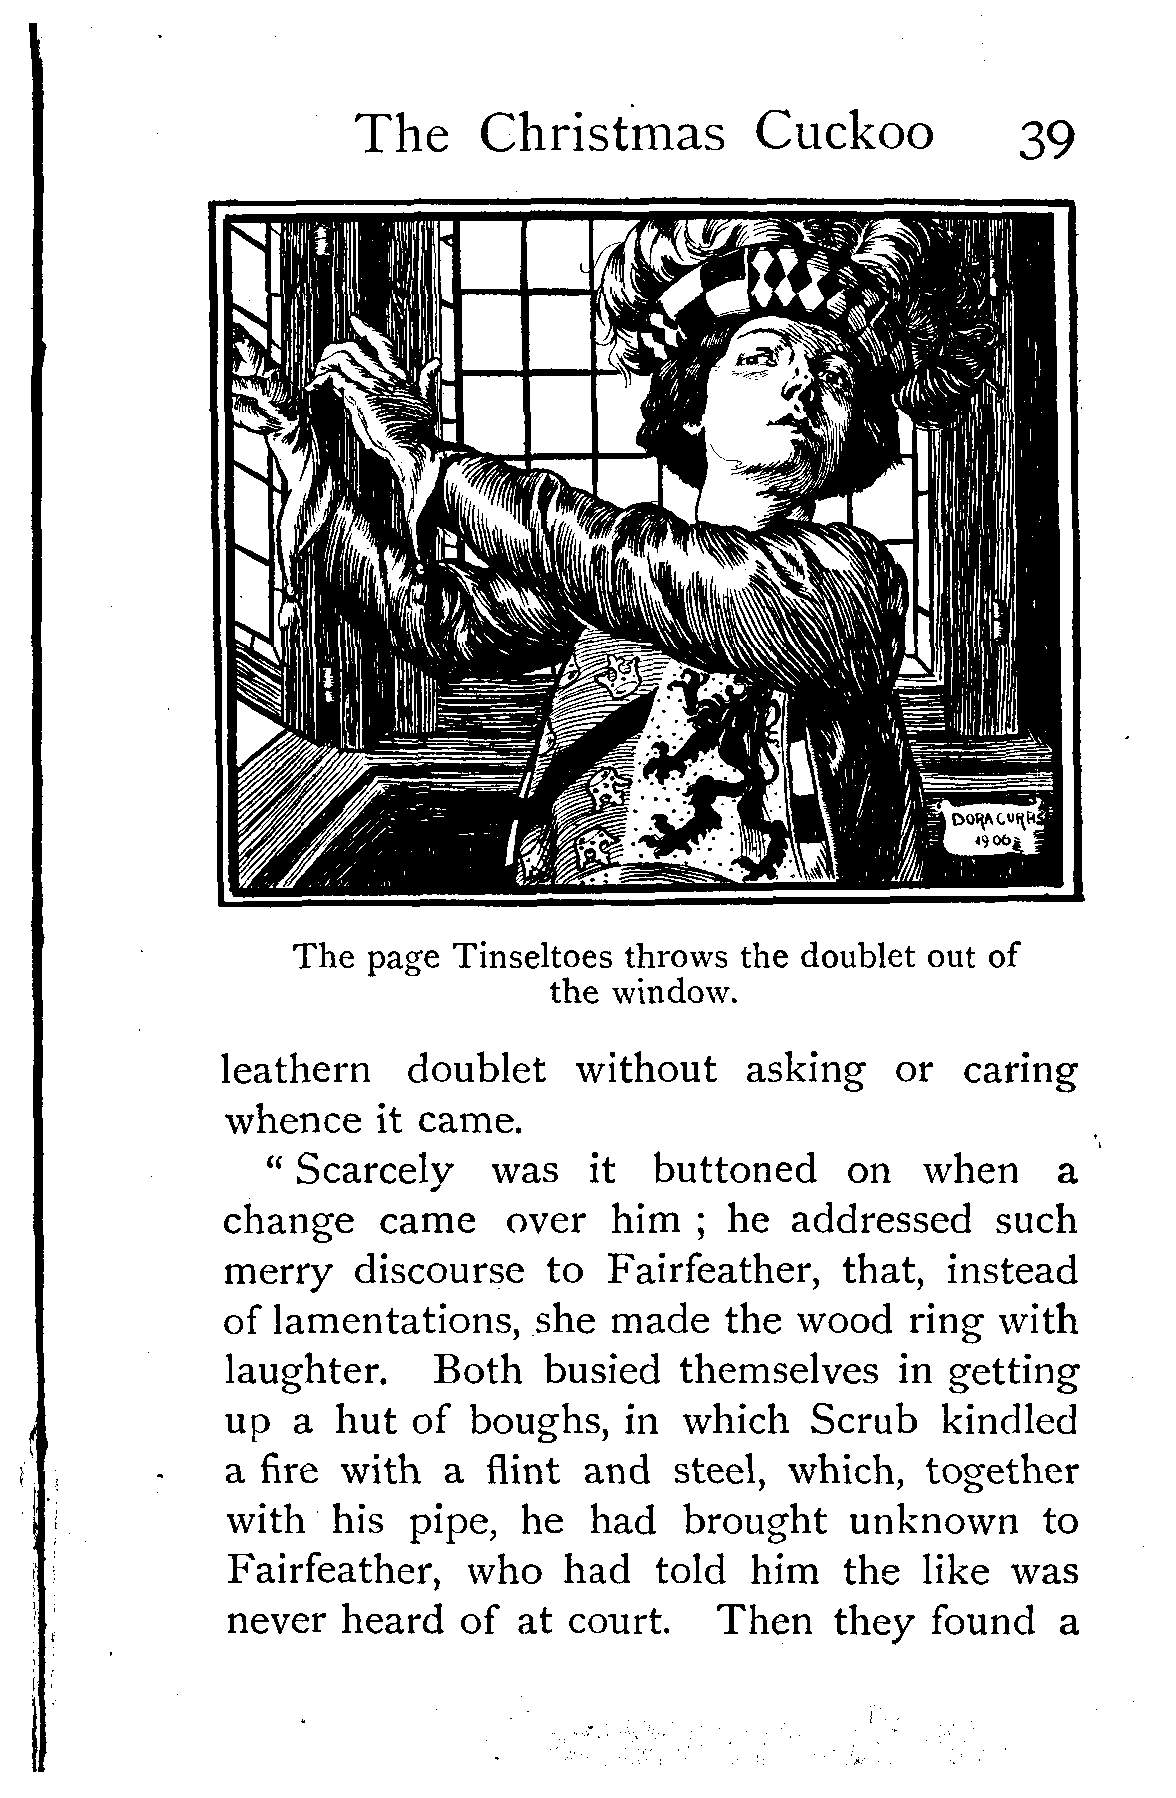 The Christmas Cuckoo 39
DORA CURTIS
1906
The page Tinseltoes throws the doublet out of
the window.
leathern doublet without asking or caring
whence it came.
“ Scarcely was it buttoned on when a
change came over him ; he addressed such
merry discourse to Fairfeather, that, instead
of lamentations, she made the wood ring with
laughter. Both busied themselves in getting
up a hut of boughs, in which Scrub kindled
a fire with a flint and steel, which, together
with his pipe, he had brought unknown to
Fairfeather, who had told him the like was
never heard of at court. Then they found a